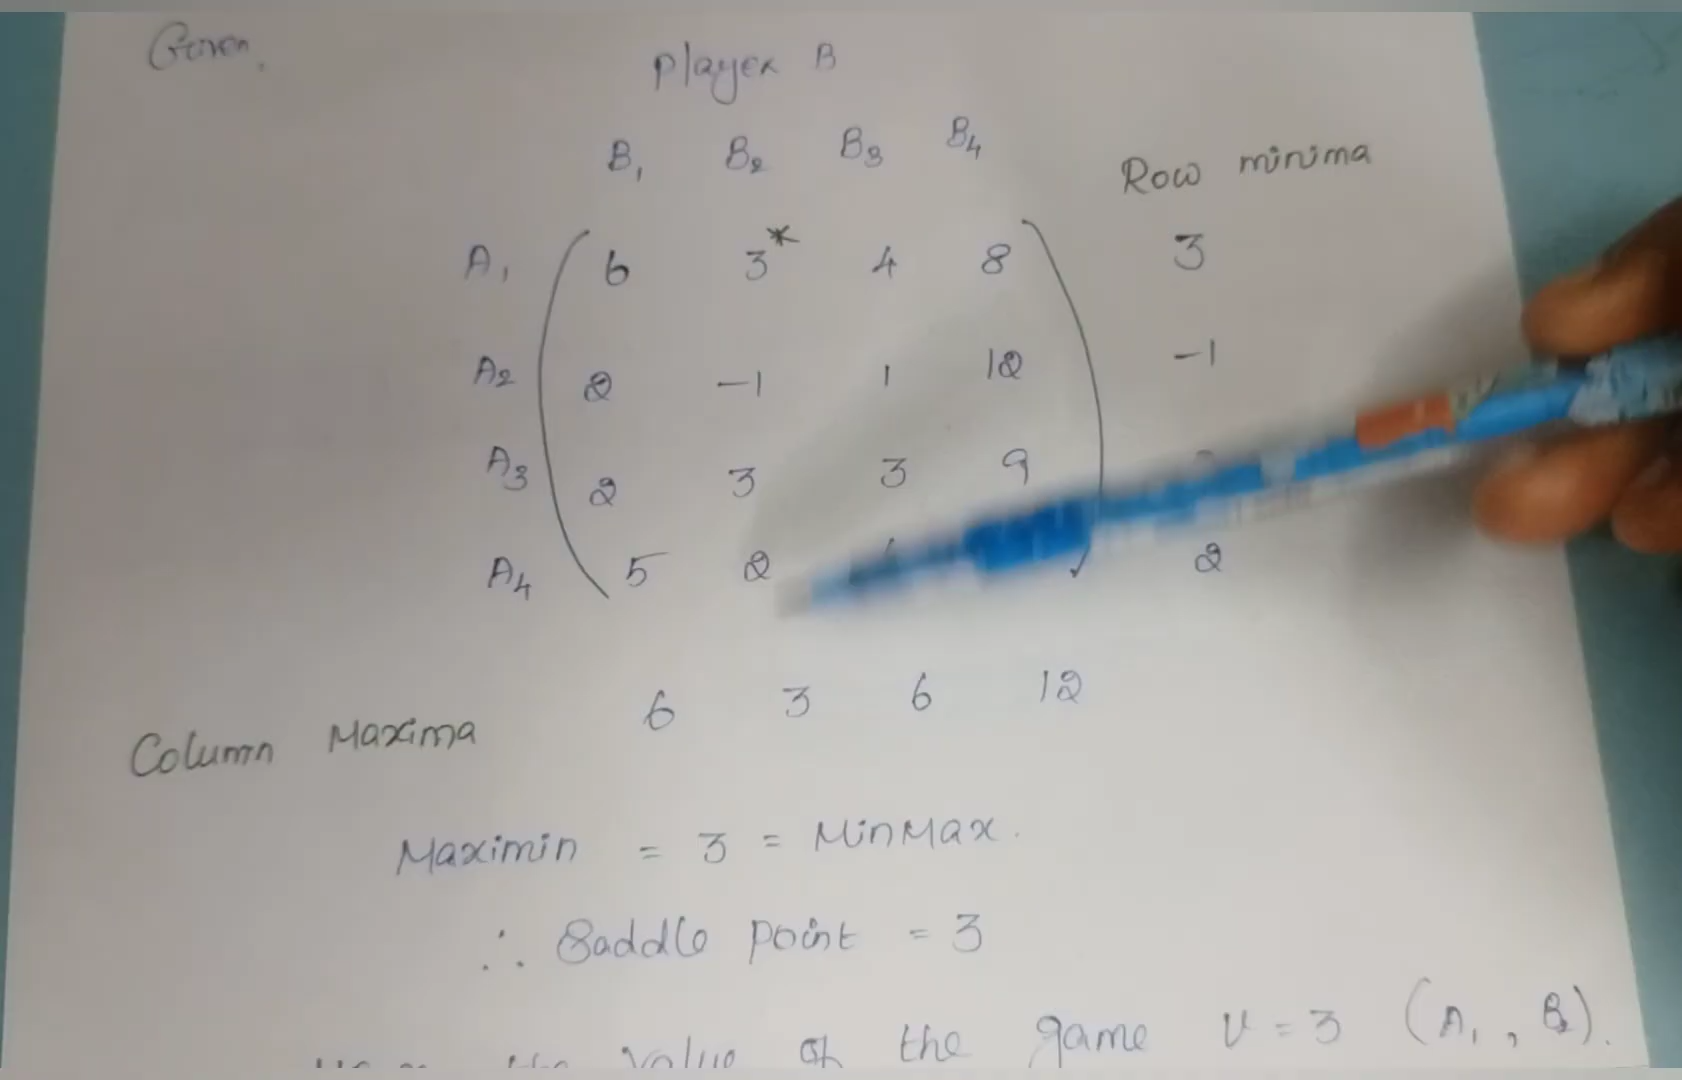 Given,
Player B
B1 B2 B3 B4 Row minima
A1 6 3* 4 8 3
A2 2 -1 1 12 -1
A3 2 3 3 9
A4 5 2 2
Column Maxima 6 3 6 12
Maximin = 3 = MinMax.
∴ Saddle point = 3
the value of the game V = 3 (A1, B2).